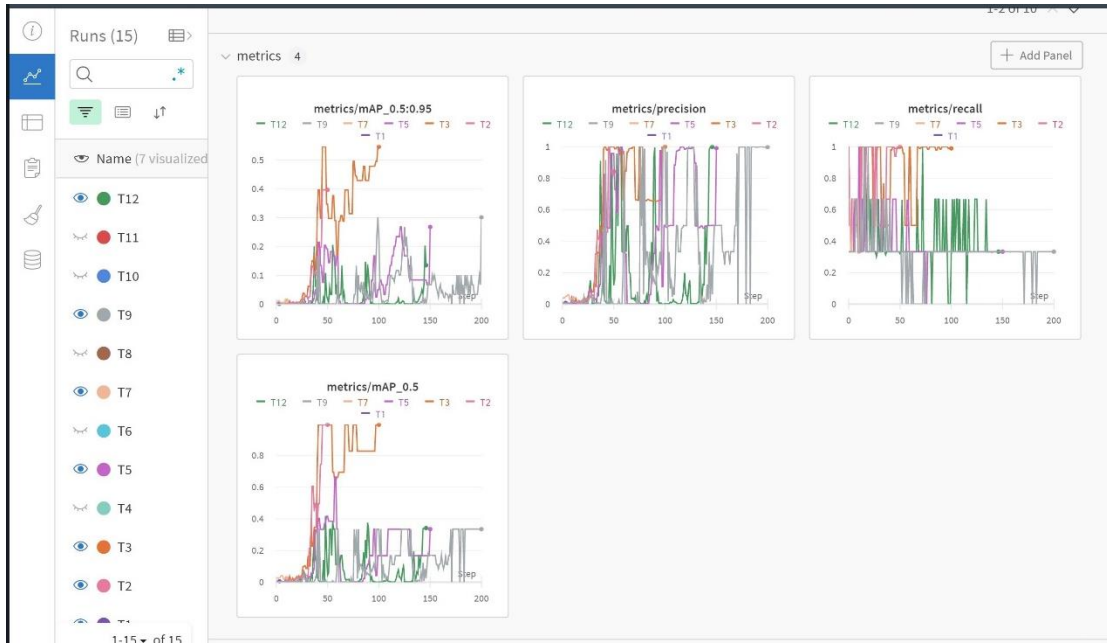 1-2 of 10
Runs (15)
.*
Name (7 visualized
T12
T11
T10
T9
T8
T7
T6
T5
T4
T3
T2
T1
1-15 of 15
metrics 4
+ Add Panel
metrics/mAP_0.5:0.95
T12 T9 T7 T5 T3 T2
T1
0.5
0.4
0.3
0.2
0.1
0
Step
0 50 100 150 200
metrics/precision
T12 T9 T7 T5 T3 T2
T1
1
0.8
0.6
0.4
0.2
0
Step
0 50 100 150 200
metrics/recall
T12 T9 T7 T5 T3 T2
T1
1
0.8
0.6
0.4
0.2
0
Step
0 50 100 150 200
metrics/mAP_0.5
T12 T9 T7 T5 T3 T2
T1
0.8
0.6
0.4
0.2
0
Step
0 50 100 150 200